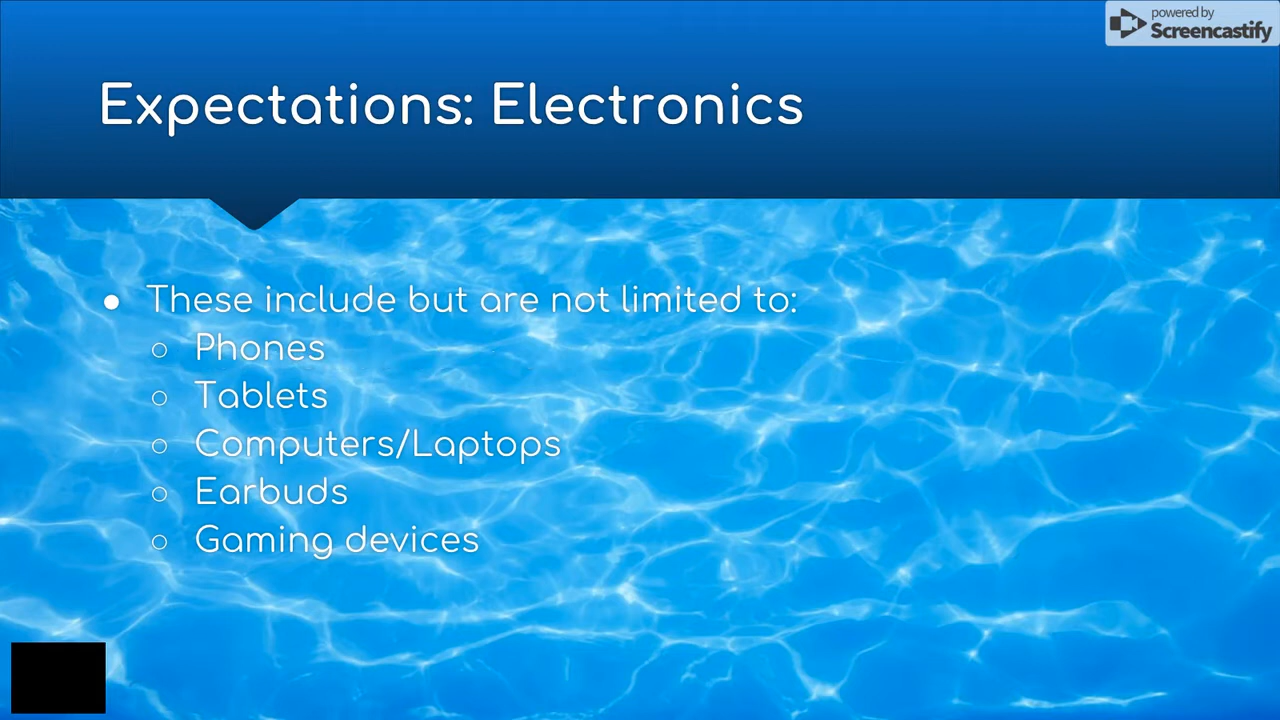 powered by
Screencastify
Expectations: Electronics
● These include but are not limited to:
○ Phones
○ Tablets
○ Computers/Laptops
○ Earbuds
○ Gaming devices